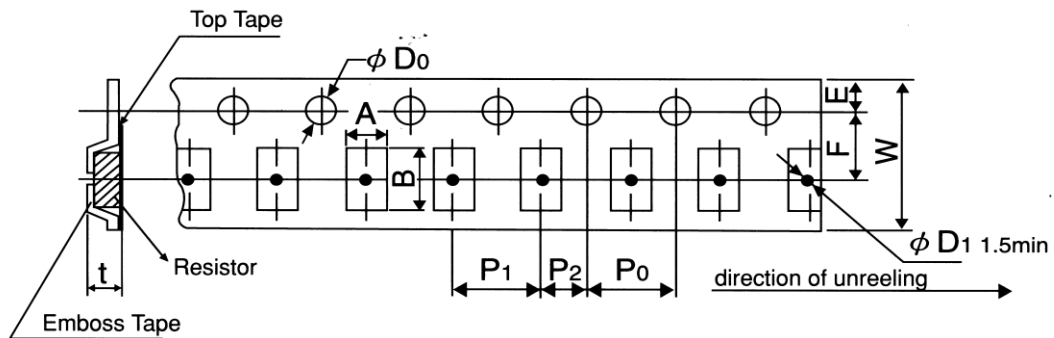 Top Tape
φ D0
A
B
E
F
W
φ D1 1.5min
Resistor
t
P1
P2
P0
direction of unreeling
Emboss Tape